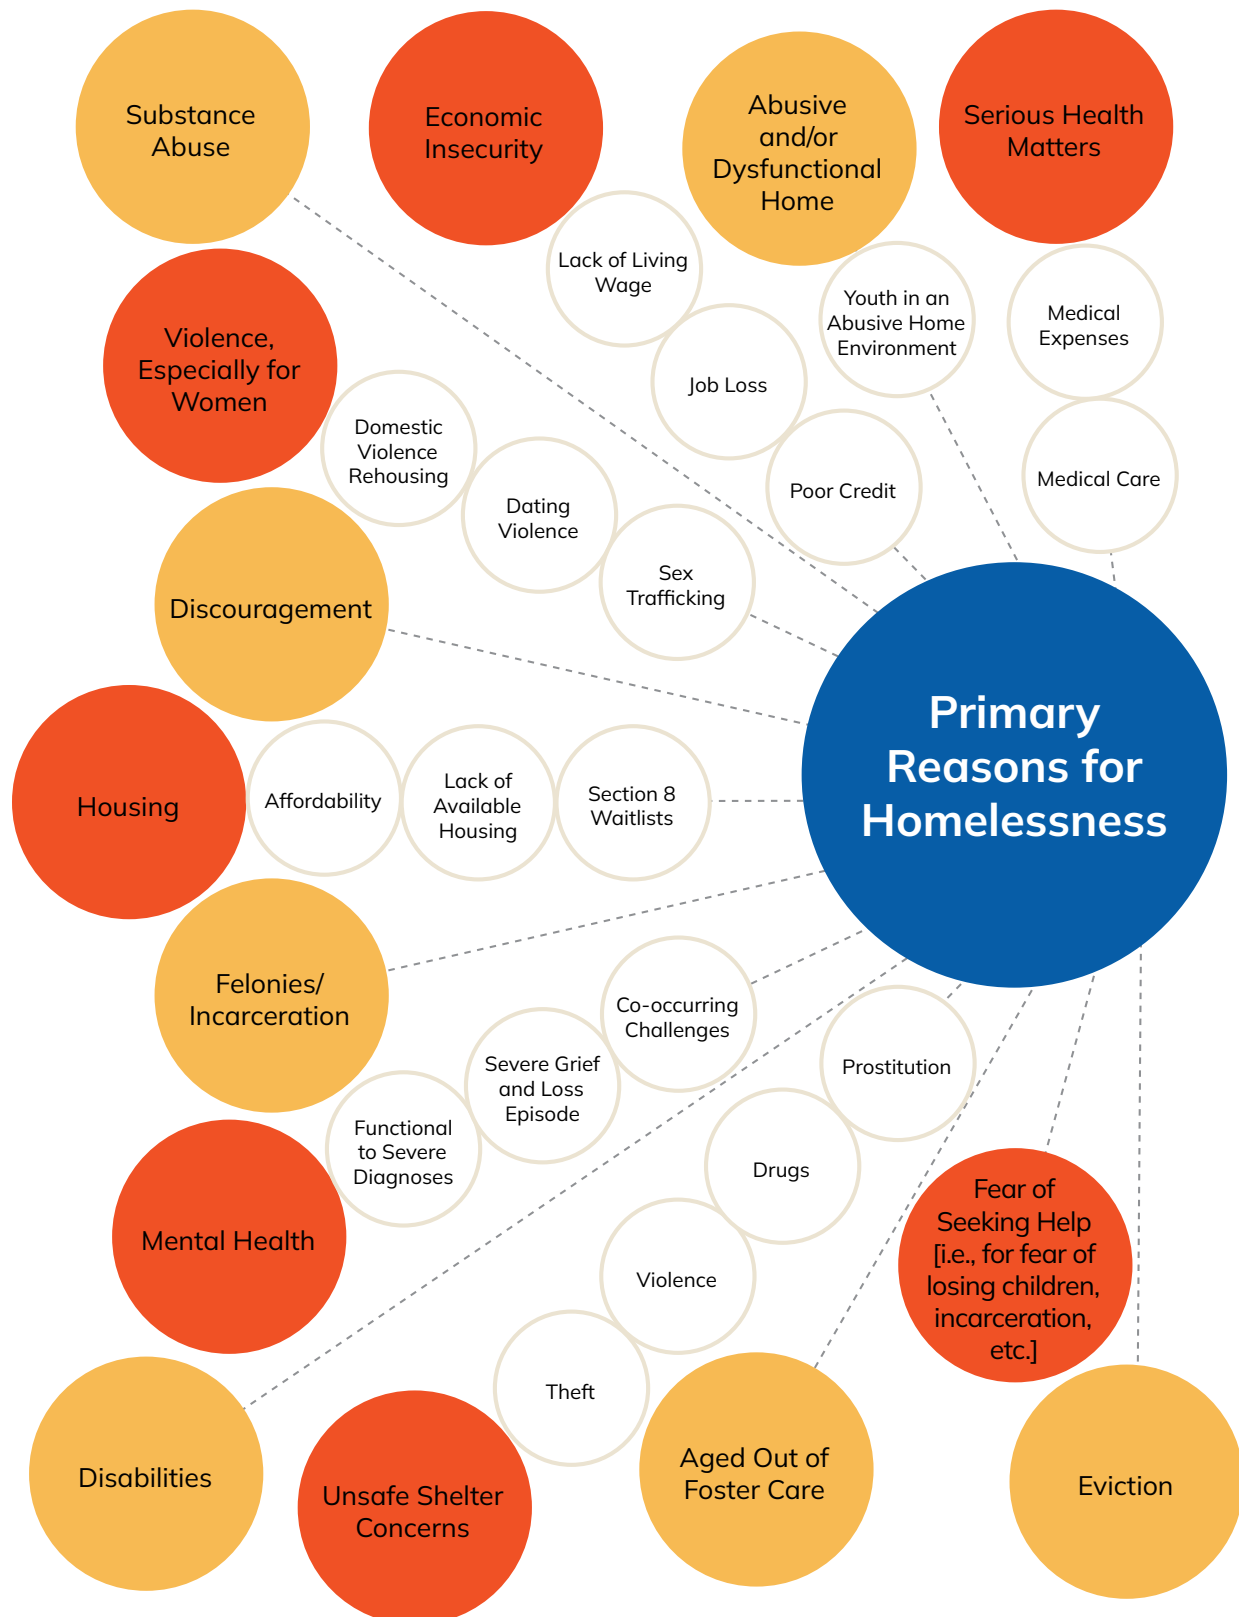 Substance
Abuse
Economic
Insecurity
Abusive
and/or
Dysfunctional
Home
Serious Health
Matters
Lack of Living
Wage
Youth in an
Abusive Home
Environment
Medical
Expenses
Violence,
Especially for
Women
Job Loss
Domestic
Violence
Rehousing
Dating
Violence
Poor Credit
Medical Care
Sex
Trafficking
Discouragement
Primary
Reasons for
Homelessness
Housing
Affordability
Lack of
Available
Housing
Section 8
Waitlists
Felonies/
Incarceration
Co-occurring
Challenges
Severe Grief
and Loss
Episode
Functional
to Severe
Diagnoses
Prostitution
Drugs
Violence
Theft
Mental Health
Fear of
Seeking Help
[i.e., for fear of
losing children,
incarceration,
etc.]
Disabilities
Unsafe Shelter
Concerns
Aged Out of
Foster Care
Eviction